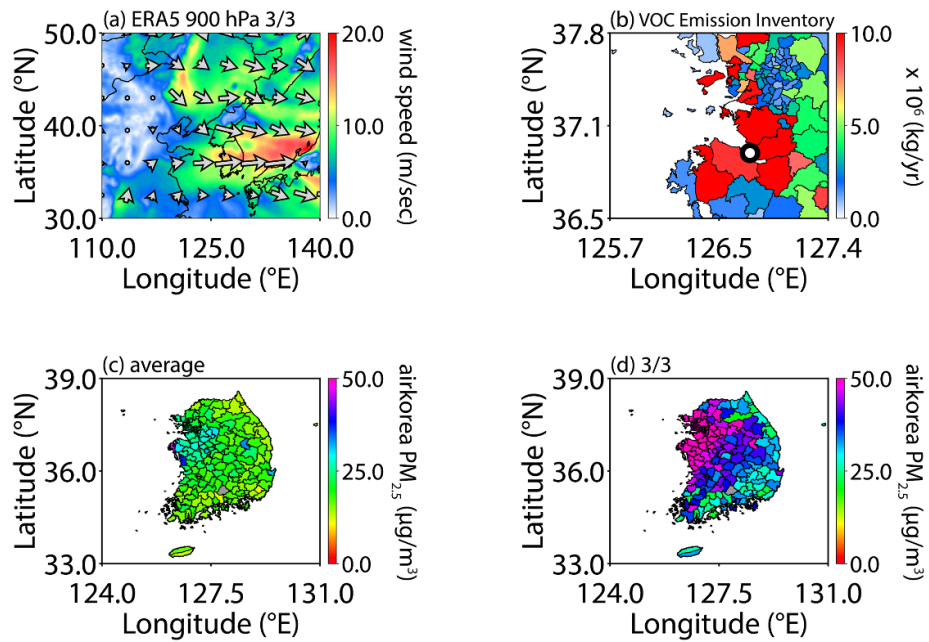 (a) ERA5 900 hPa 3/3
50.0
40.0
30.0
Latitude (°N)
110.0 125.0 140.0
Longitude (°E)
20.0
10.0
0.0
wind speed (m/sec)
(b) VOC Emission Inventory
37.8
37.1
36.5
Latitude (°N)
125.7 126.5 127.4
Longitude (°E)
10.0
5.0
0.0
x 10⁶ (kg/yr)
(c) average
39.0
36.0
33.0
Latitude (°N)
124.0 127.5 131.0
Longitude (°E)
50.0
25.0
0.0
airkorea PM₂.₅ (μg/m³)
(d) 3/3
39.0
36.0
33.0
Latitude (°N)
124.0 127.5 131.0
Longitude (°E)
50.0
25.0
0.0
airkorea PM₂.₅ (μg/m³)